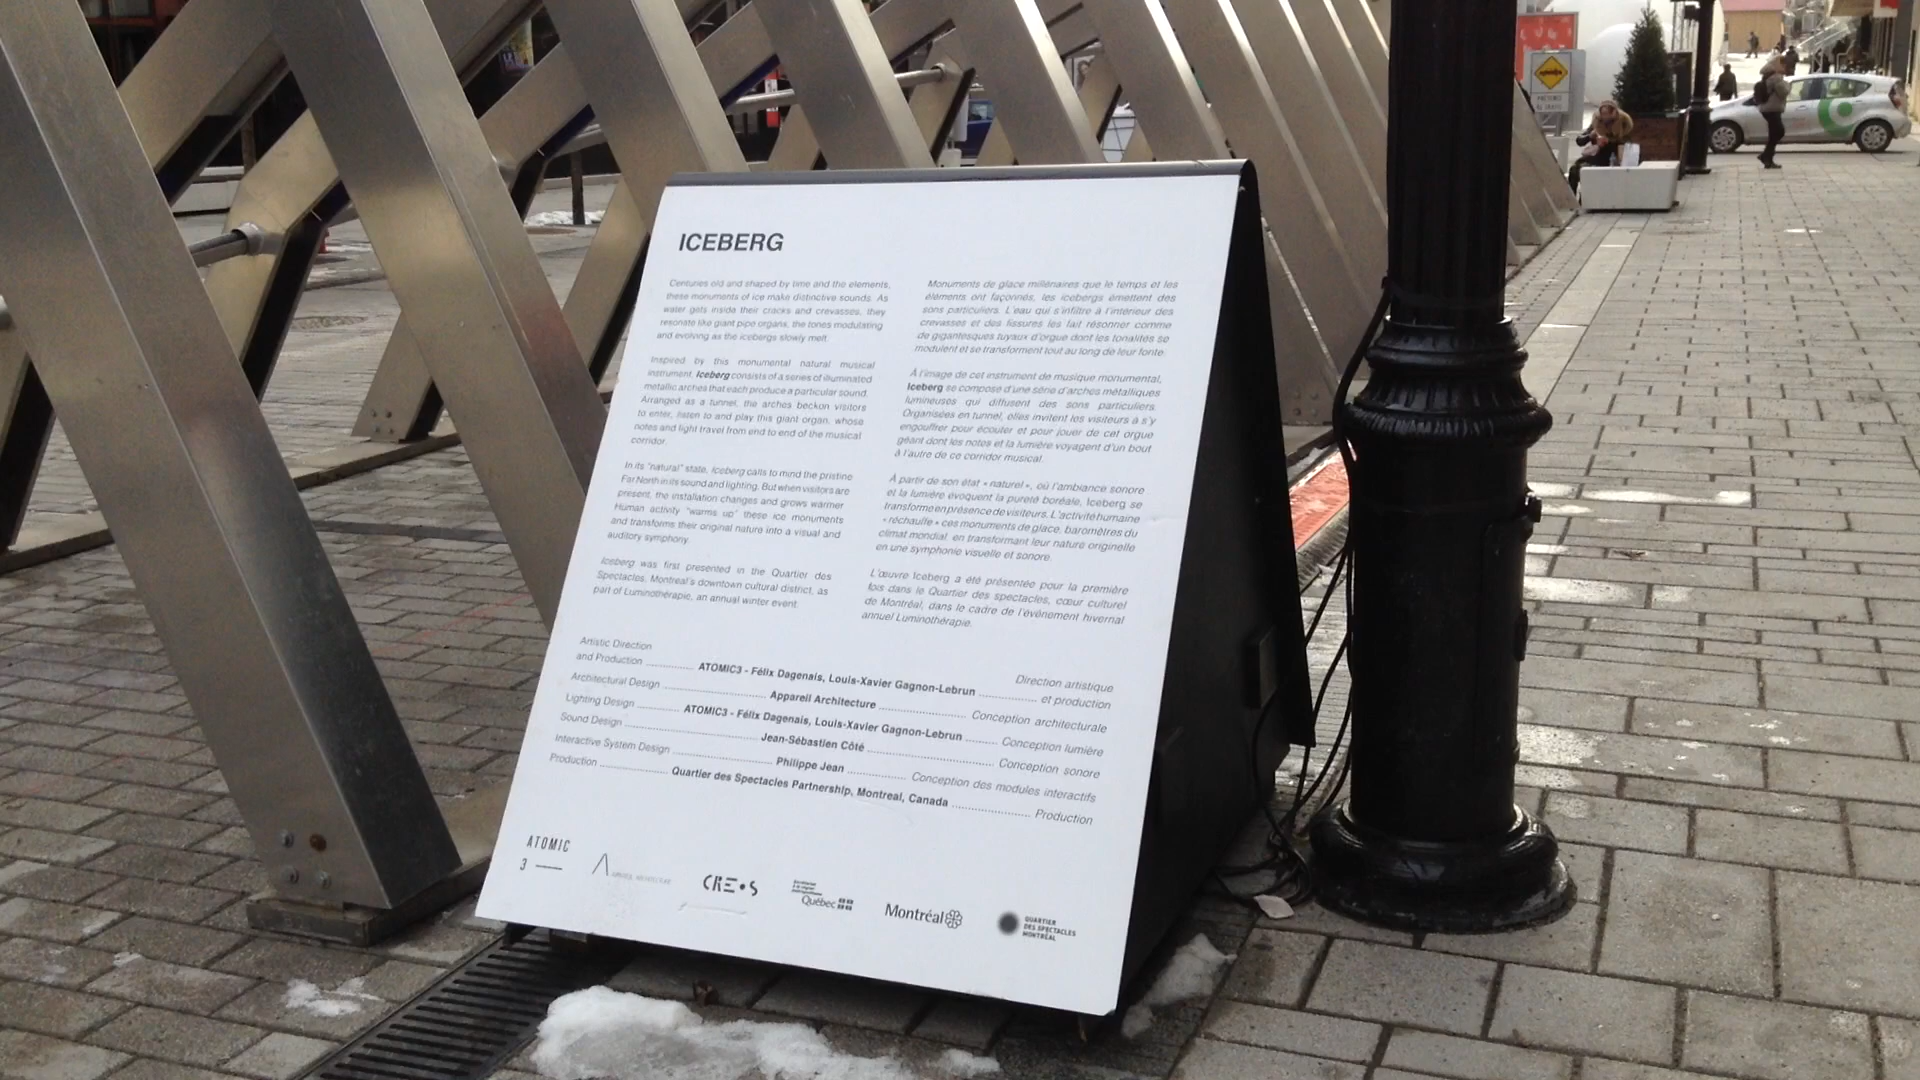 ICEBERG
Centuries old and shaped by time and the elements,
these monuments of ice make distinctive sounds. As
water gets inside their cracks and crevasses, they
resonate like giant pipe organs, the tones modulating
and evolving as the icebergs slowly melt.
Inspired by this monumental natural musical
instrument, Iceberg consists of a series of illuminated
metallic arches that each produce a particular sound.
Arranged as a tunnel, the arches beckon visitors
to enter, listen to and play this giant organ, whose
notes and light travel from end to end of the musical
corridor.
In its "natural" state, Iceberg calls to mind the pristine
Far North in its sound and lighting. But when visitors are
present, the installation changes and grows warmer
Human activity "warms up" these ice monuments
and transforms their original nature into a visual and
auditory symphony.
Iceberg was first presented in the Quartier des
Spectacles, Montreal's downtown cultural district, as
part of Luminothérapie, an annual winter event.
Monuments de glace millénaires que le temps et les
éléments ont façonnés, les icebergs émettent des
sons particuliers. L'eau qui s'infiltre à l'intérieur des
crevasses et des fissures les fait résonner comme
de gigantesques tuyaux d'orgue dont les tonalités se
modulent et se transforment tout au long de leur fonte.
À l'image de cet instrument de musique monumental,
Iceberg se compose d'une série d'arches métalliques
lumineuses qui diffusent des sons particuliers.
Organisées en tunnel, elles invitent les visiteurs à s'y
engouffrer pour écouter et pour jouer de cet orgue
géant dont les notes et la lumière voyagent d'un bout
à l'autre de ce corridor musical.
À partir de son état « naturel », où l'ambiance sonore
et la lumière évoquent la pureté boréale, Iceberg se
transforme en présence de visiteurs. L'activité humaine
« réchauffe » ces monuments de glace, baromètres du
climat mondial, en transformant leur nature originelle
en une symphonie visuelle et sonore.
L'œuvre Iceberg a été présentée pour la première
fois dans le Quartier des spectacles, cœur culturel
de Montréal, dans le cadre de l'événement hivernal
annuel Luminothérapie.
Artistic Direction
and Production ATOMIC3 - Félix Dagenais, Louis-Xavier Gagnon-Lebrun Direction artistique
et production
Architectural Design Appareil Architecture Conception architecturale
Lighting Design ATOMIC3 - Félix Dagenais, Louis-Xavier Gagnon-Lebrun Conception lumière
Sound Design Jean-Sébastien Côté Conception sonore
Interactive System Design Philippe Jean Conception des modules interactifs
Production Quartier des Spectacles Partnership, Montreal, Canada Production
ATOMIC
3
CRE•S
Québec
Montréal
QUARTIER
DES SPECTACLES
MONTRÉAL